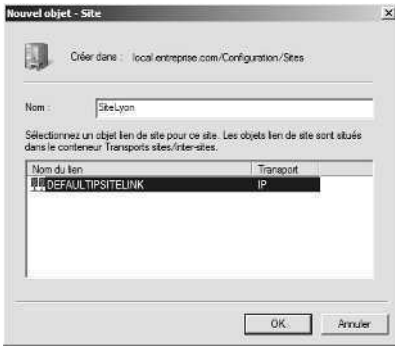 Nouvel objet - Site
Créer dans : local.entreprise.com/Configuration/Sites
Nom : SiteLyon
Sélectionnez un objet lien de site pour ce site. Les objets lien de site sont situés
dans le conteneur Transports sites/inter-sites.
Nom du lien Transport
DEFAULTIPSITELINK IP
OK Annuler